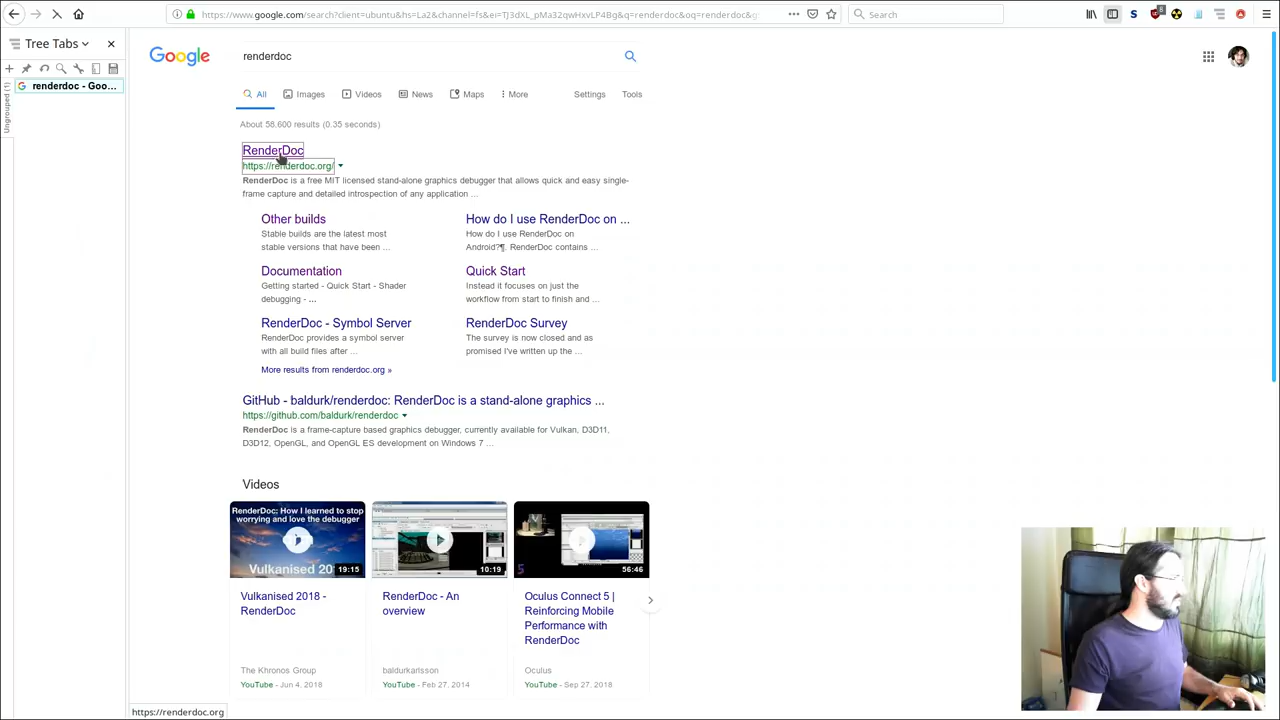 https://www.google.com/search?client=ubuntu&hs=La2&channel=fs&ei=TJ3dXL_pMa32qwHxvLP4Bg&q=renderdoc&oq=renderdoc&g
Search
Tree Tabs
Ungrouped (1)
renderdoc - Goo...
Google
renderdoc
All
Images
Videos
News
Maps
More
Settings
Tools
About 58,600 results (0.35 seconds)
RenderDoc
https://renderdoc.org/
RenderDoc is a free MIT licensed stand-alone graphics debugger that allows quick and easy single-
frame capture and detailed introspection of any application ...
Other builds
Stable builds are the latest most
stable versions that have been ...
How do I use RenderDoc on ...
How do I use RenderDoc on
Android?¶. RenderDoc contains ...
Documentation
Getting started - Quick Start - Shader
debugging - ...
Quick Start
Instead it focuses on just the
workflow from start to finish and ...
RenderDoc - Symbol Server
RenderDoc provides a symbol server
with all build files after ...
RenderDoc Survey
The survey is now closed and as
promised I've written up the ...
More results from renderdoc.org »
GitHub - baldurk/renderdoc: RenderDoc is a stand-alone graphics ...
https://github.com/baldurk/renderdoc
RenderDoc is a frame-capture based graphics debugger, currently available for Vulkan, D3D11,
D3D12, OpenGL, and OpenGL ES development on Windows 7 ...
Videos
RenderDoc: How I learned to stop
worrying and love the debugger
Vulkanised 20
19:15
10:19
5
56:46
Vulkanised 2018 -
RenderDoc
The Khronos Group
YouTube - Jun 4, 2018
RenderDoc - An
overview
baldurkarlsson
YouTube - Feb 27, 2014
Oculus Connect 5 |
Reinforcing Mobile
Performance with
RenderDoc
Oculus
YouTube - Sep 27, 2018
https://renderdoc.org